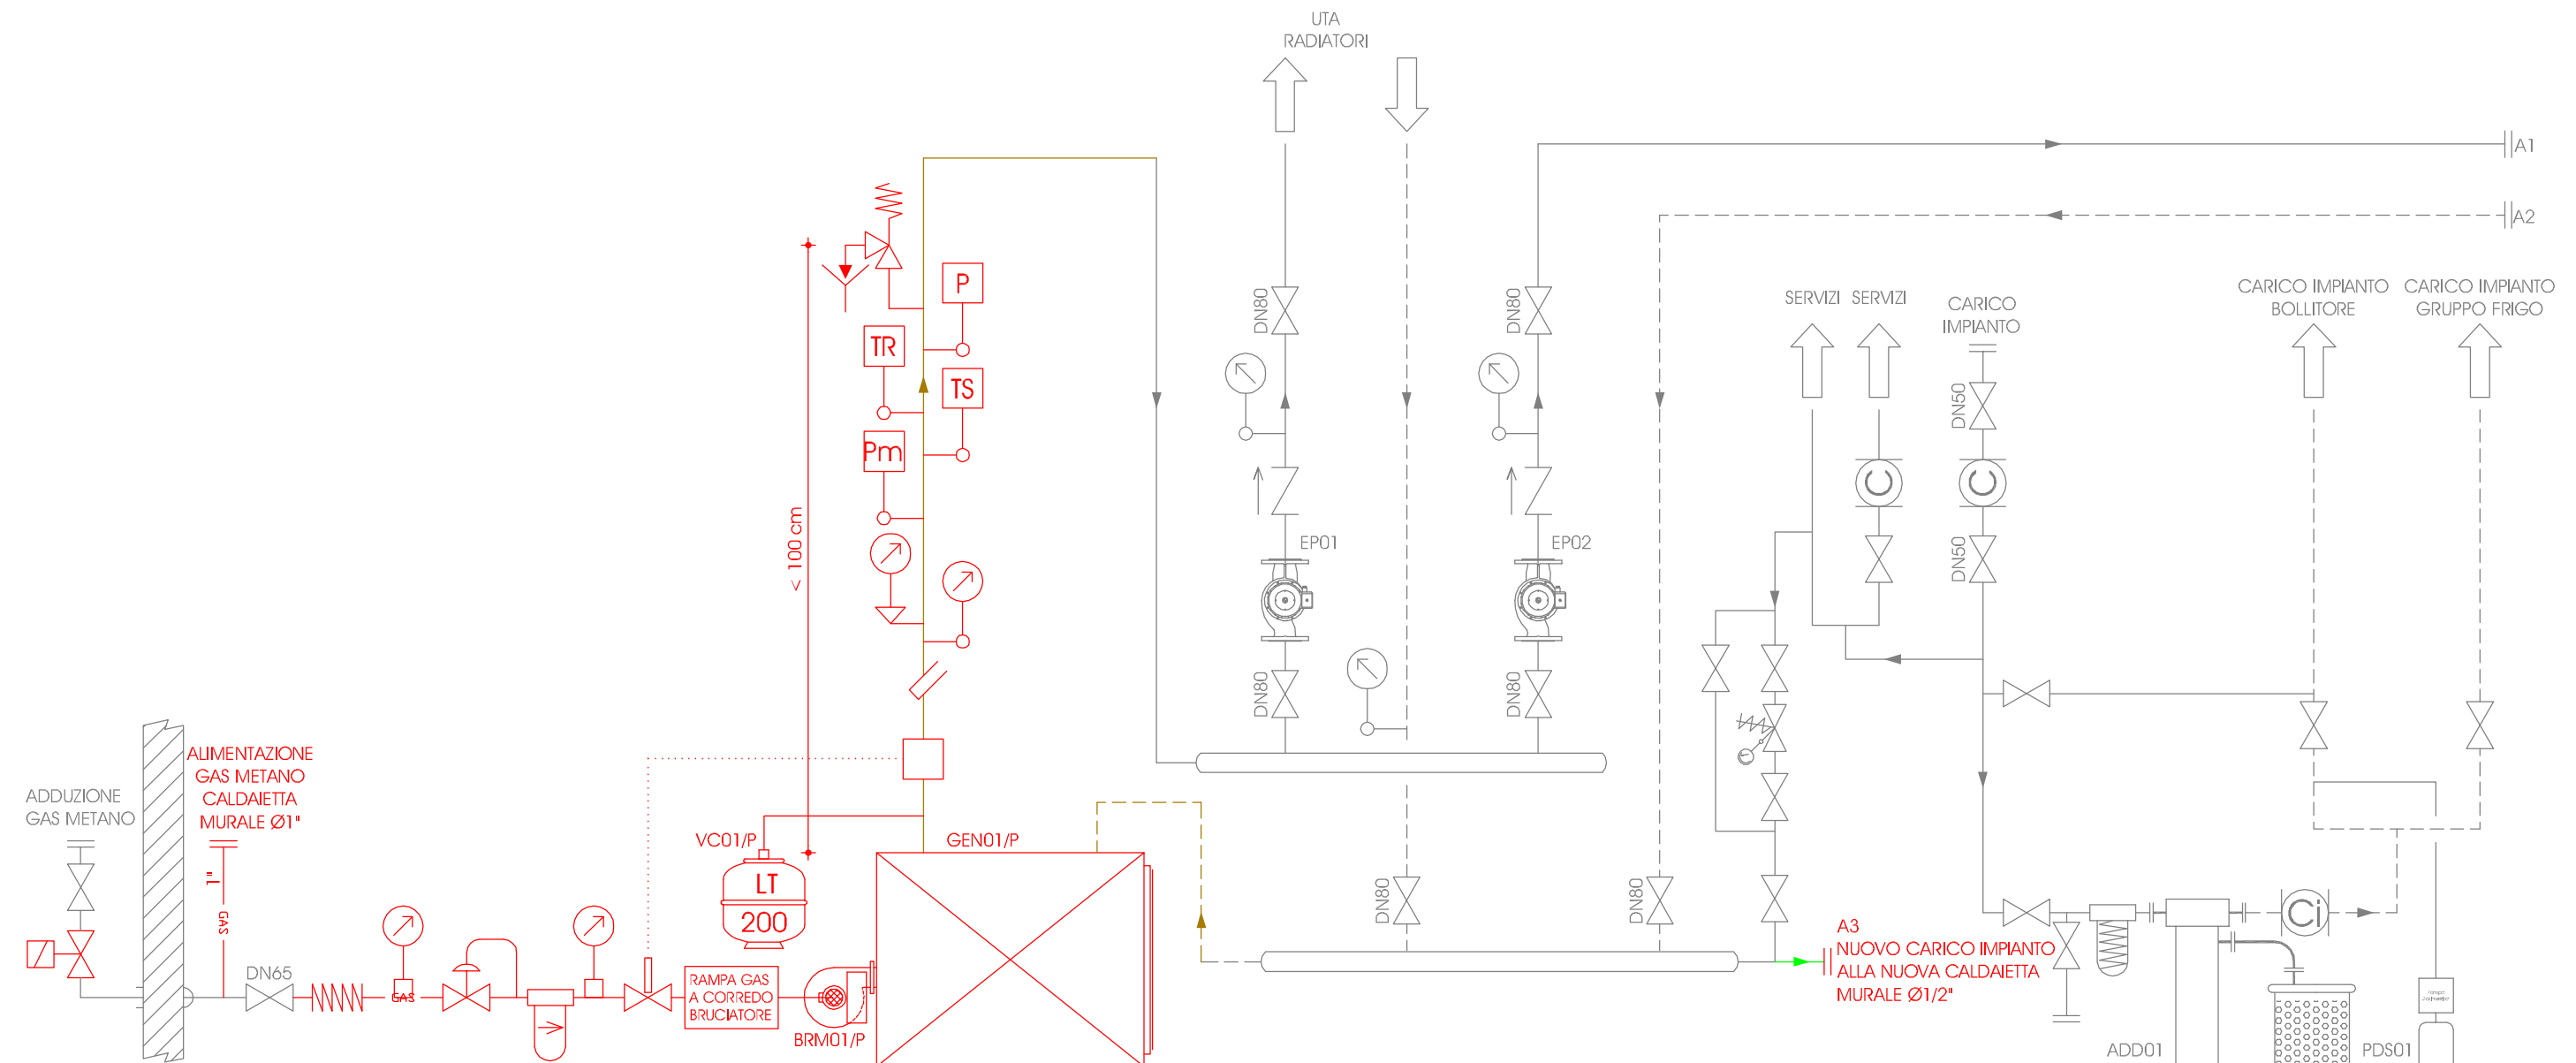 UTA
RADIATORI
A1
A2
P
TR
TS
Pm
< 100 cm
DN80
DN80
SERVIZI
SERVIZI
CARICO
IMPIANTO
CARICO IMPIANTO
BOLLITORE
CARICO IMPIANTO
GRUPPO FRIGO
DN50
DN50
EP01
EP02
DN80
DN80
ADDUZIONE
GAS METANO
ALIMENTAZIONE
GAS METANO
CALDAIETTA
MURALE Ø1"
1"
GAS
VC01/P
LT
200
GEN01/P
DN80
DN80
DN65
GAS
RAMPA GAS
A CORREDO
BRUCIATORE
BRM01/P
A3
NUOVO CARICO IMPIANTO
ALLA NUOVA CALDAIETTA
MURALE Ø1/2"
Ci
ADD01
PDS01